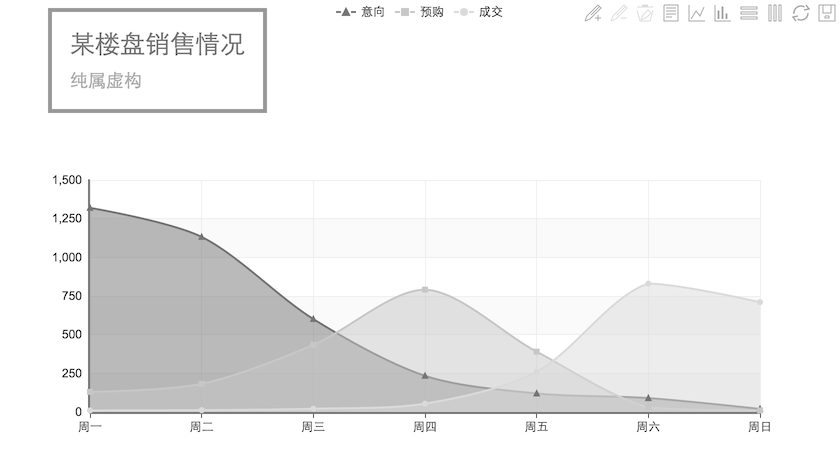 某楼盘销售情况
纯属虚构
意向 预购 成交
1,500
1,250
1,000
750
500
250
0
周一 周二 周三 周四 周五 周六 周日